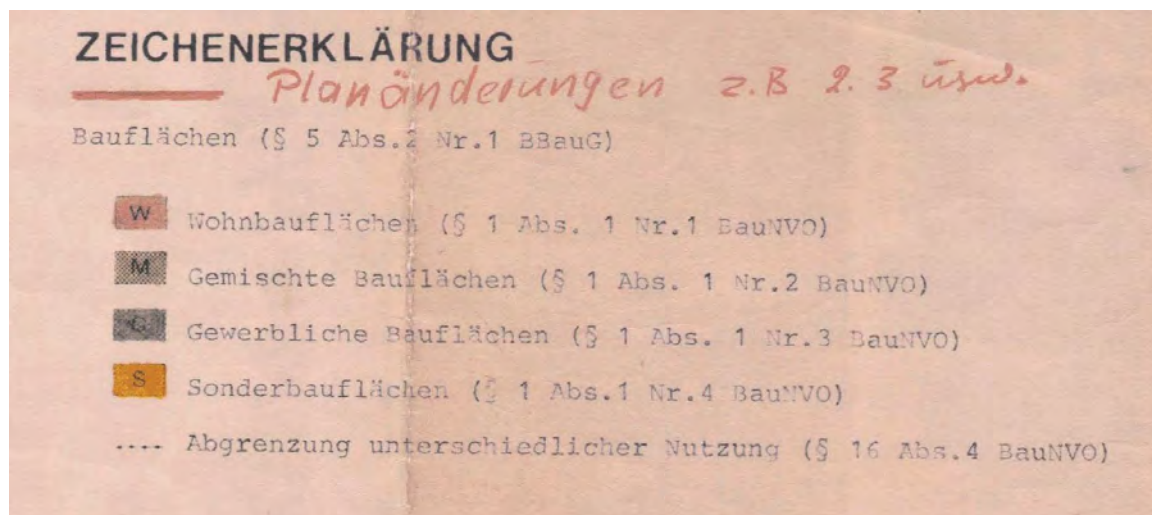 ZEICHENERKLÄRUNG
Planänderungen z.B 2.3 usw.
Bauflächen (§ 5 Abs.2 Nr.1 BBauG)
W Wohnbauflächen (§ 1 Abs. 1 Nr.1 BauNVO)
M Gemischte Bauflächen (§ 1 Abs. 1 Nr.2 BauNVO)
G Gewerbliche Bauflächen (§ 1 Abs. 1 Nr.3 BauNVO)
S Sonderbauflächen (§ 1 Abs.1 Nr.4 BauNVO)
.... Abgrenzung unterschiedlicher Nutzung (§ 16 Abs.4 BauNVO)